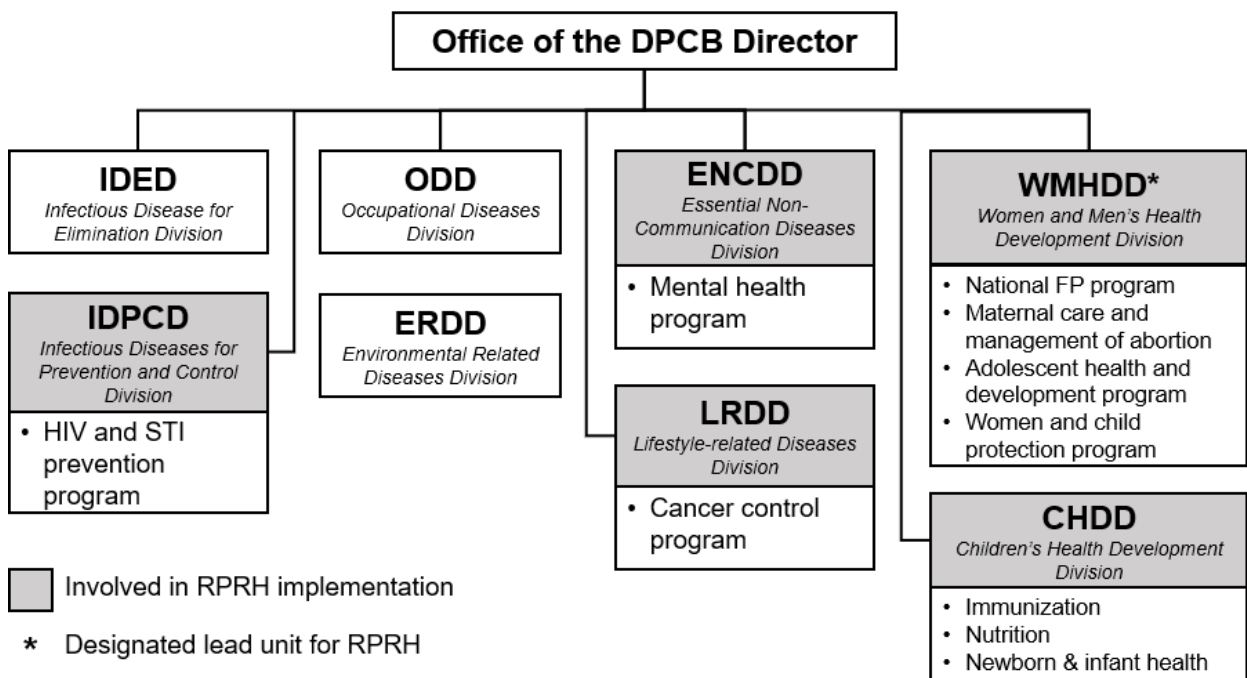 Office of the DPCB Director
IDED
Infectious Disease for
Elimination Division
ODD
Occupational Diseases
Division
ENCDD
Essential Non-
Communication Diseases
Division
• Mental health
program
WMHDD*
Women and Men's Health
Development Division
• National FP program
• Maternal care and
management of abortion
• Adolescent health and
development program
• Women and child
protection program
IDPCD
Infectious Diseases for
Prevention and Control
Division
• HIV and STI
prevention
program
ERDD
Environmental Related
Diseases Division
LRDD
Lifestyle-related Diseases
Division
• Cancer control
program
CHDD
Children's Health Development
Division
• Immunization
• Nutrition
• Newborn & infant health
Involved in RPRH implementation
* Designated lead unit for RPRH